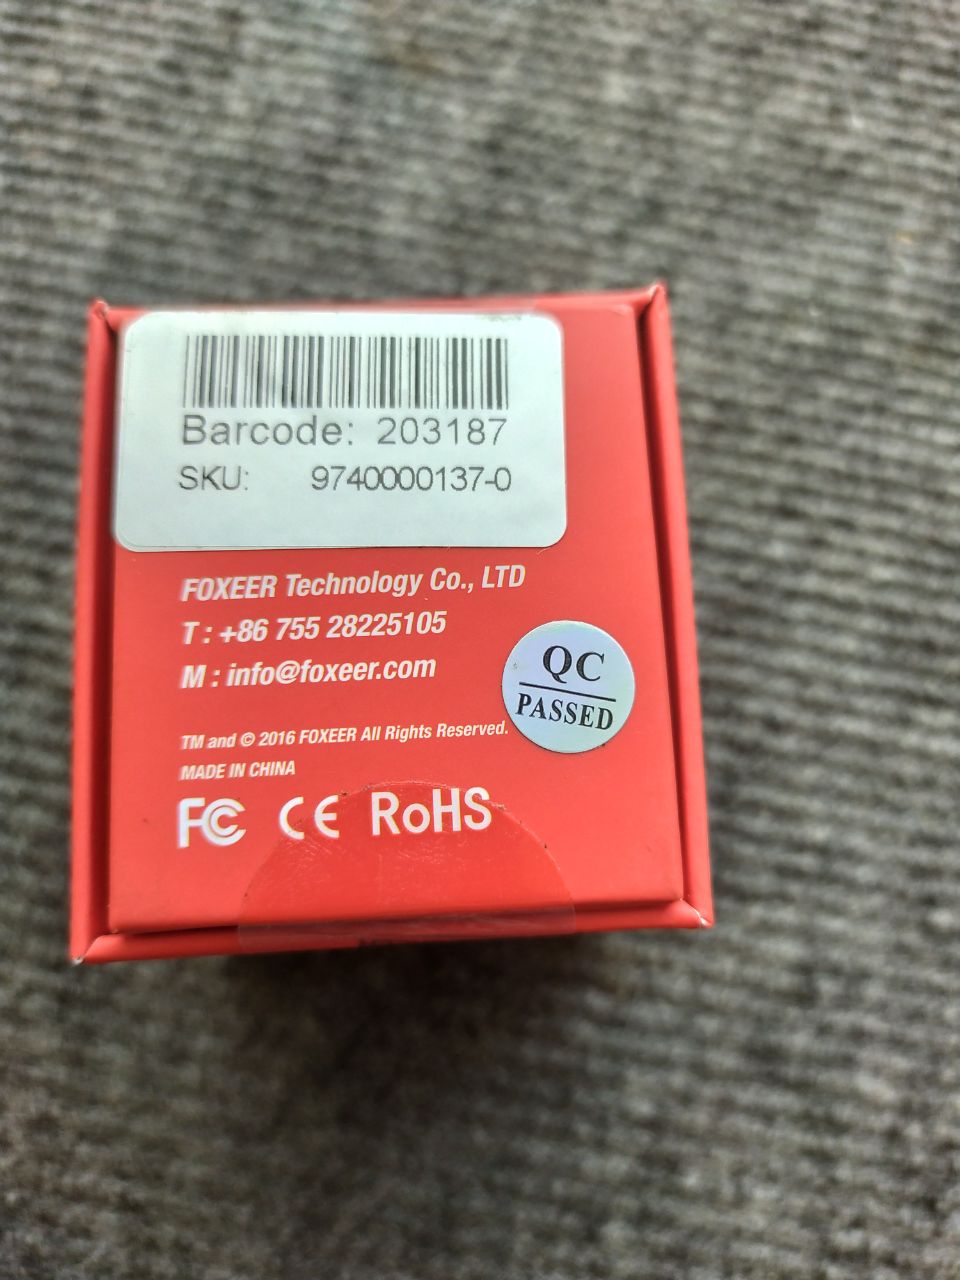 Barcode: 203187
SKU: 9740000137-0
FOXEER Technology Co., LTD
T : +86 755 28225105
M : info@foxeer.com
QC
PASSED
TM and © 2016 FOXEER All Rights Reserved.
MADE IN CHINA
FC CE RoHS